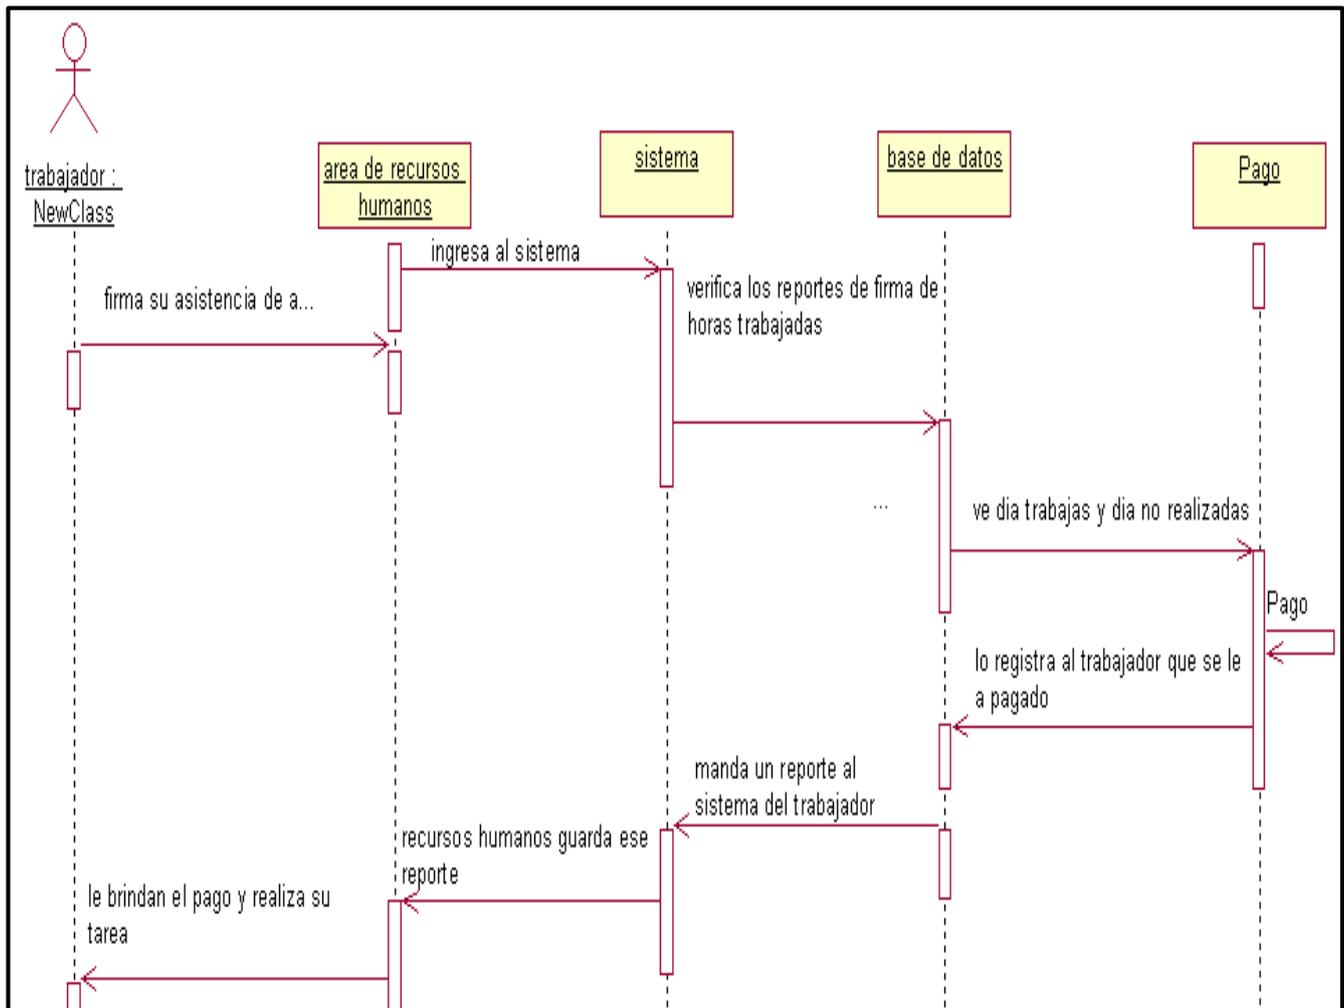 trabajador :
NewClass
area de recursos
humanos
sistema
base de datos
Pago
ingresa al sistema
firma su asistencia de a...
verifica los reportes de firma de
horas trabajadas
...
ve dia trabajas y dia no realizadas
Pago
lo registra al trabajador que se le
a pagado
manda un reporte al
sistema del trabajador
recursos humanos guarda ese
reporte
le brindan el pago y realiza su
tarea